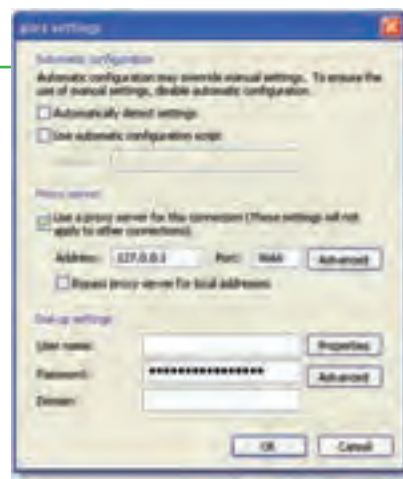 settings
Automatic configuration
Automatic configuration may override manual settings. To ensure the
use of manual settings, disable automatic configuration.
Automatically detect settings
Use automatic configuration script
Proxy server
Use a proxy server for this connection (These settings will not
apply to other connections).
Address: 127.0.0.1 Port: Advanced
Bypass proxy server for local addresses
Dial-up settings
User name: Properties
Password: •••••••••••••••• Advanced
Domain:
OK Cancel